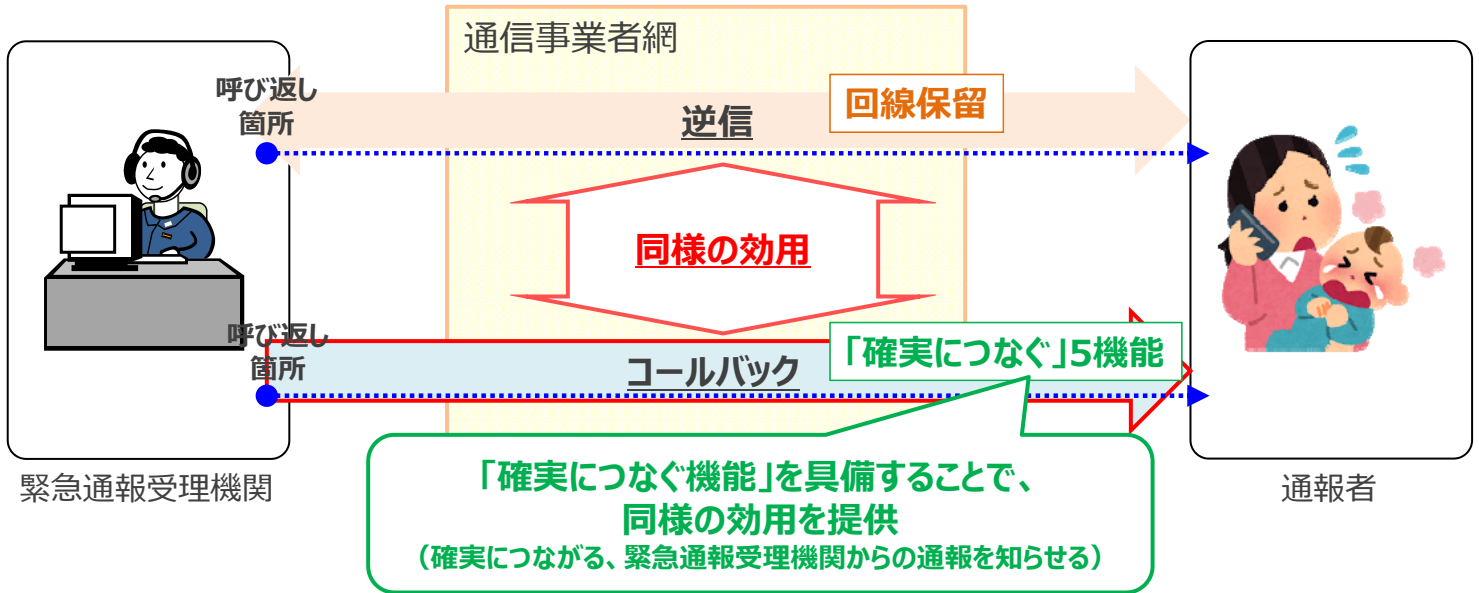 通信事業者網
呼び返し
箇所
逆信
回線保留
同様の効用
呼び返し
箇所
コールバック
「確実につなぐ」5機能
緊急通報受理機関
通報者
「確実につなぐ機能」を具備することで、
同様の効用を提供
（確実につながる、緊急通報受理機関からの通報を知らせる）